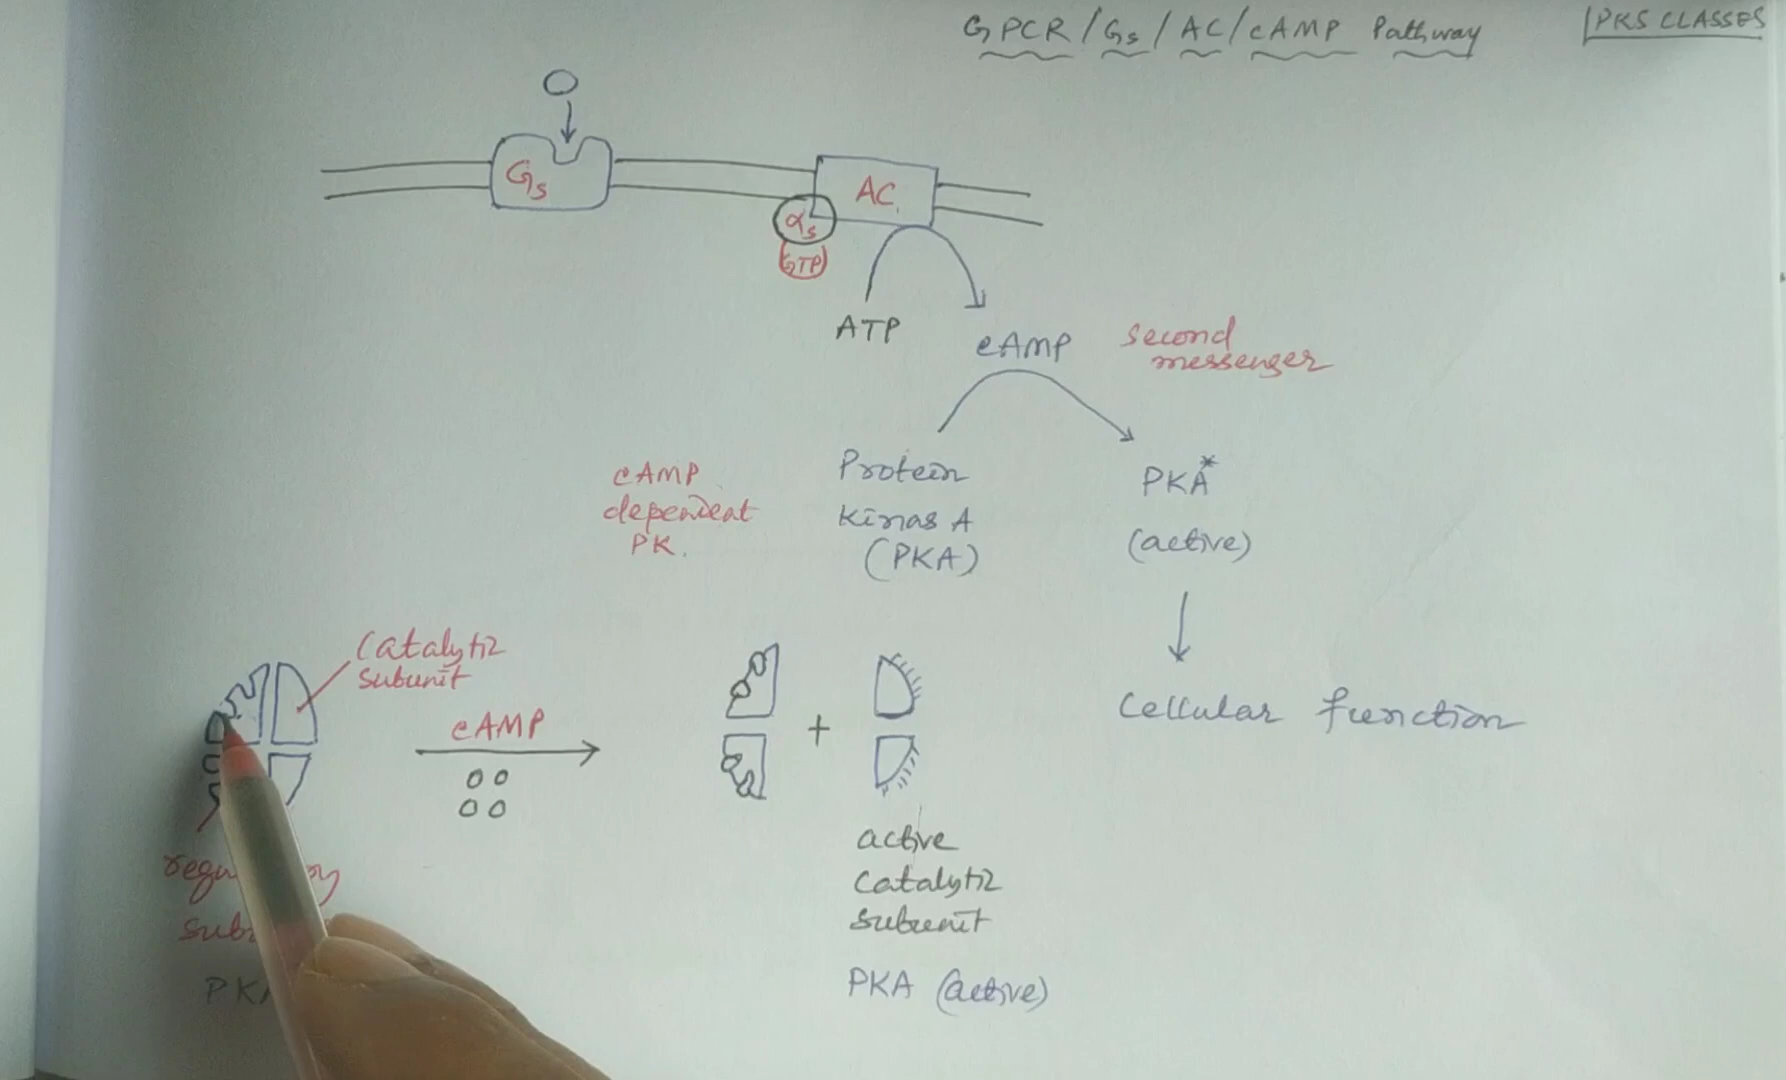 GPCR/Gs/AC/cAMP Pathway
PKS CLASSES
Gs
AC
αs
GTP
ATP
cAMP
second
messenger
cAMP
dependent
PK.
Protein
Kinas A
(PKA)
PKA*
(active)
Cellular function
Catalytic
subunit
cAMP
+
active
catalytic
subunit
PKA (active)